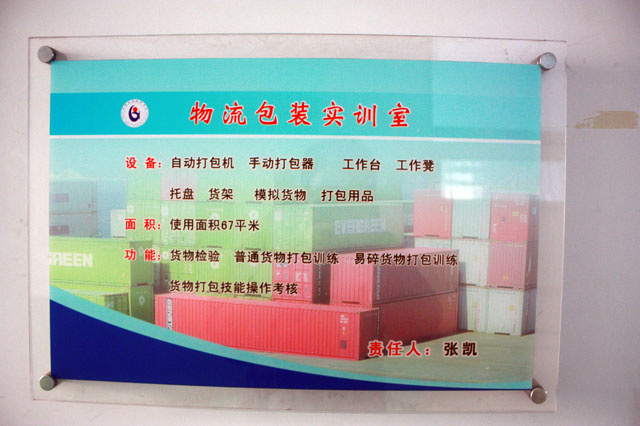 物流包装实训室
设备：自动打包机 手动打包器 工作台 工作凳
托盘 货架 模拟货物 打包用品
面积：使用面积67平米
功能：货物检验 普通货物打包训练 易碎货物打包训练
货物打包技能操作考核
责任人：张凯
EVERGREEN
GREEN